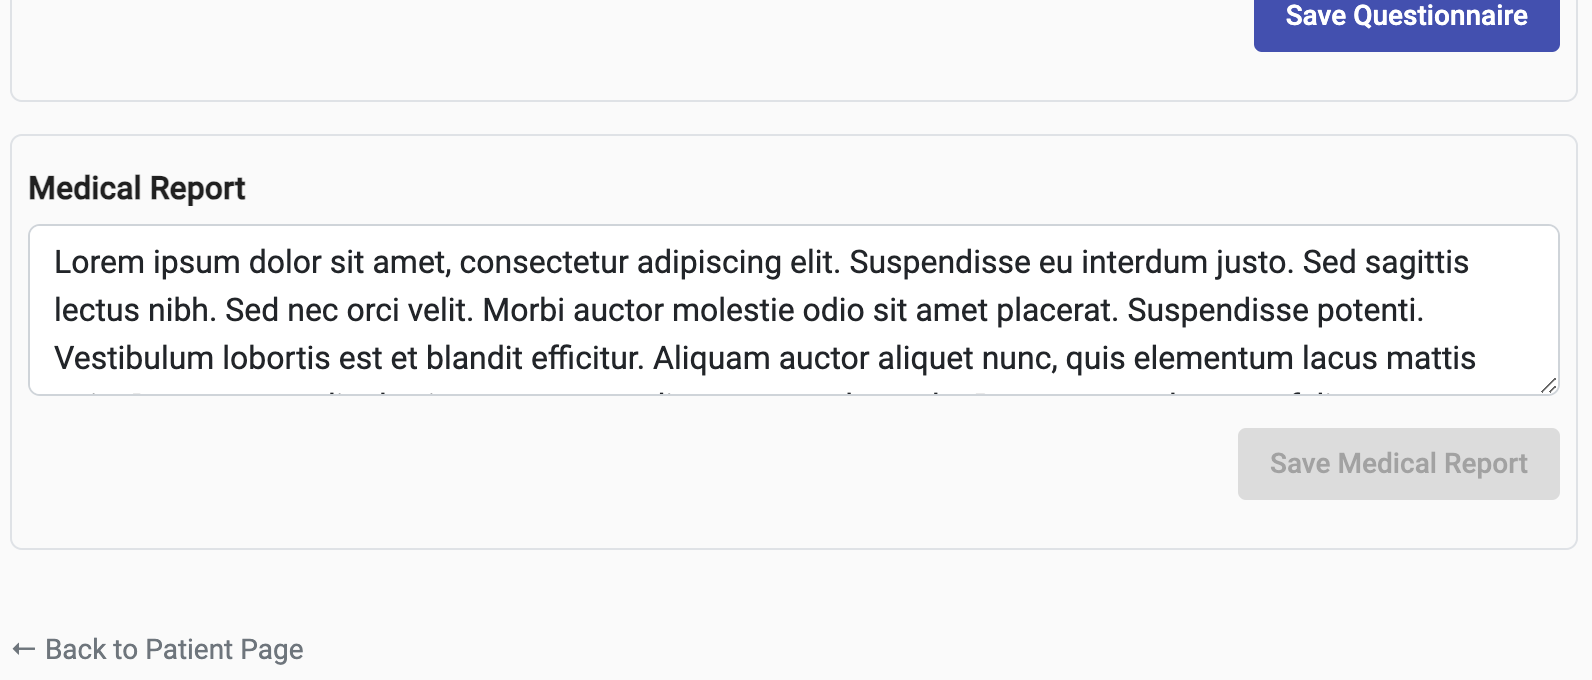 Save Questionnaire
Medical Report
Lorem ipsum dolor sit amet, consectetur adipiscing elit. Suspendisse eu interdum justo. Sed sagittis
lectus nibh. Sed nec orci velit. Morbi auctor molestie odio sit amet placerat. Suspendisse potenti.
Vestibulum lobortis est et blandit efficitur. Aliquam auctor aliquet nunc, quis elementum lacus mattis
Save Medical Report
← Back to Patient Page